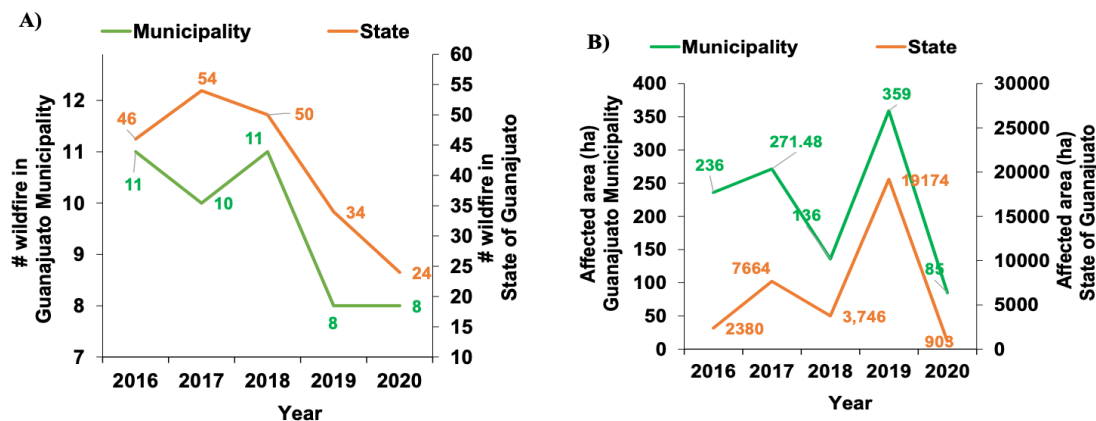 A)
Municipality
State
# wildfire in
Guanajuato Municipality
12
11
10
9
8
7
46
54
50
34
24
11
10
11
8
8
60
55
50
45
40
35
30
25
20
15
10
# wildfire in
State of Guanajuato
2016 2017 2018 2019 2020
Year
B)
Municipality
State
Affected area (ha)
Guanajuato Municipality
400
350
300
250
200
150
100
50
0
236
271.48
136
359
85
2380
7664
3,746
19174
903
30000
25000
20000
15000
10000
5000
0
Affected area (ha)
State of Guanajuato
2016 2017 2018 2019 2020
Year